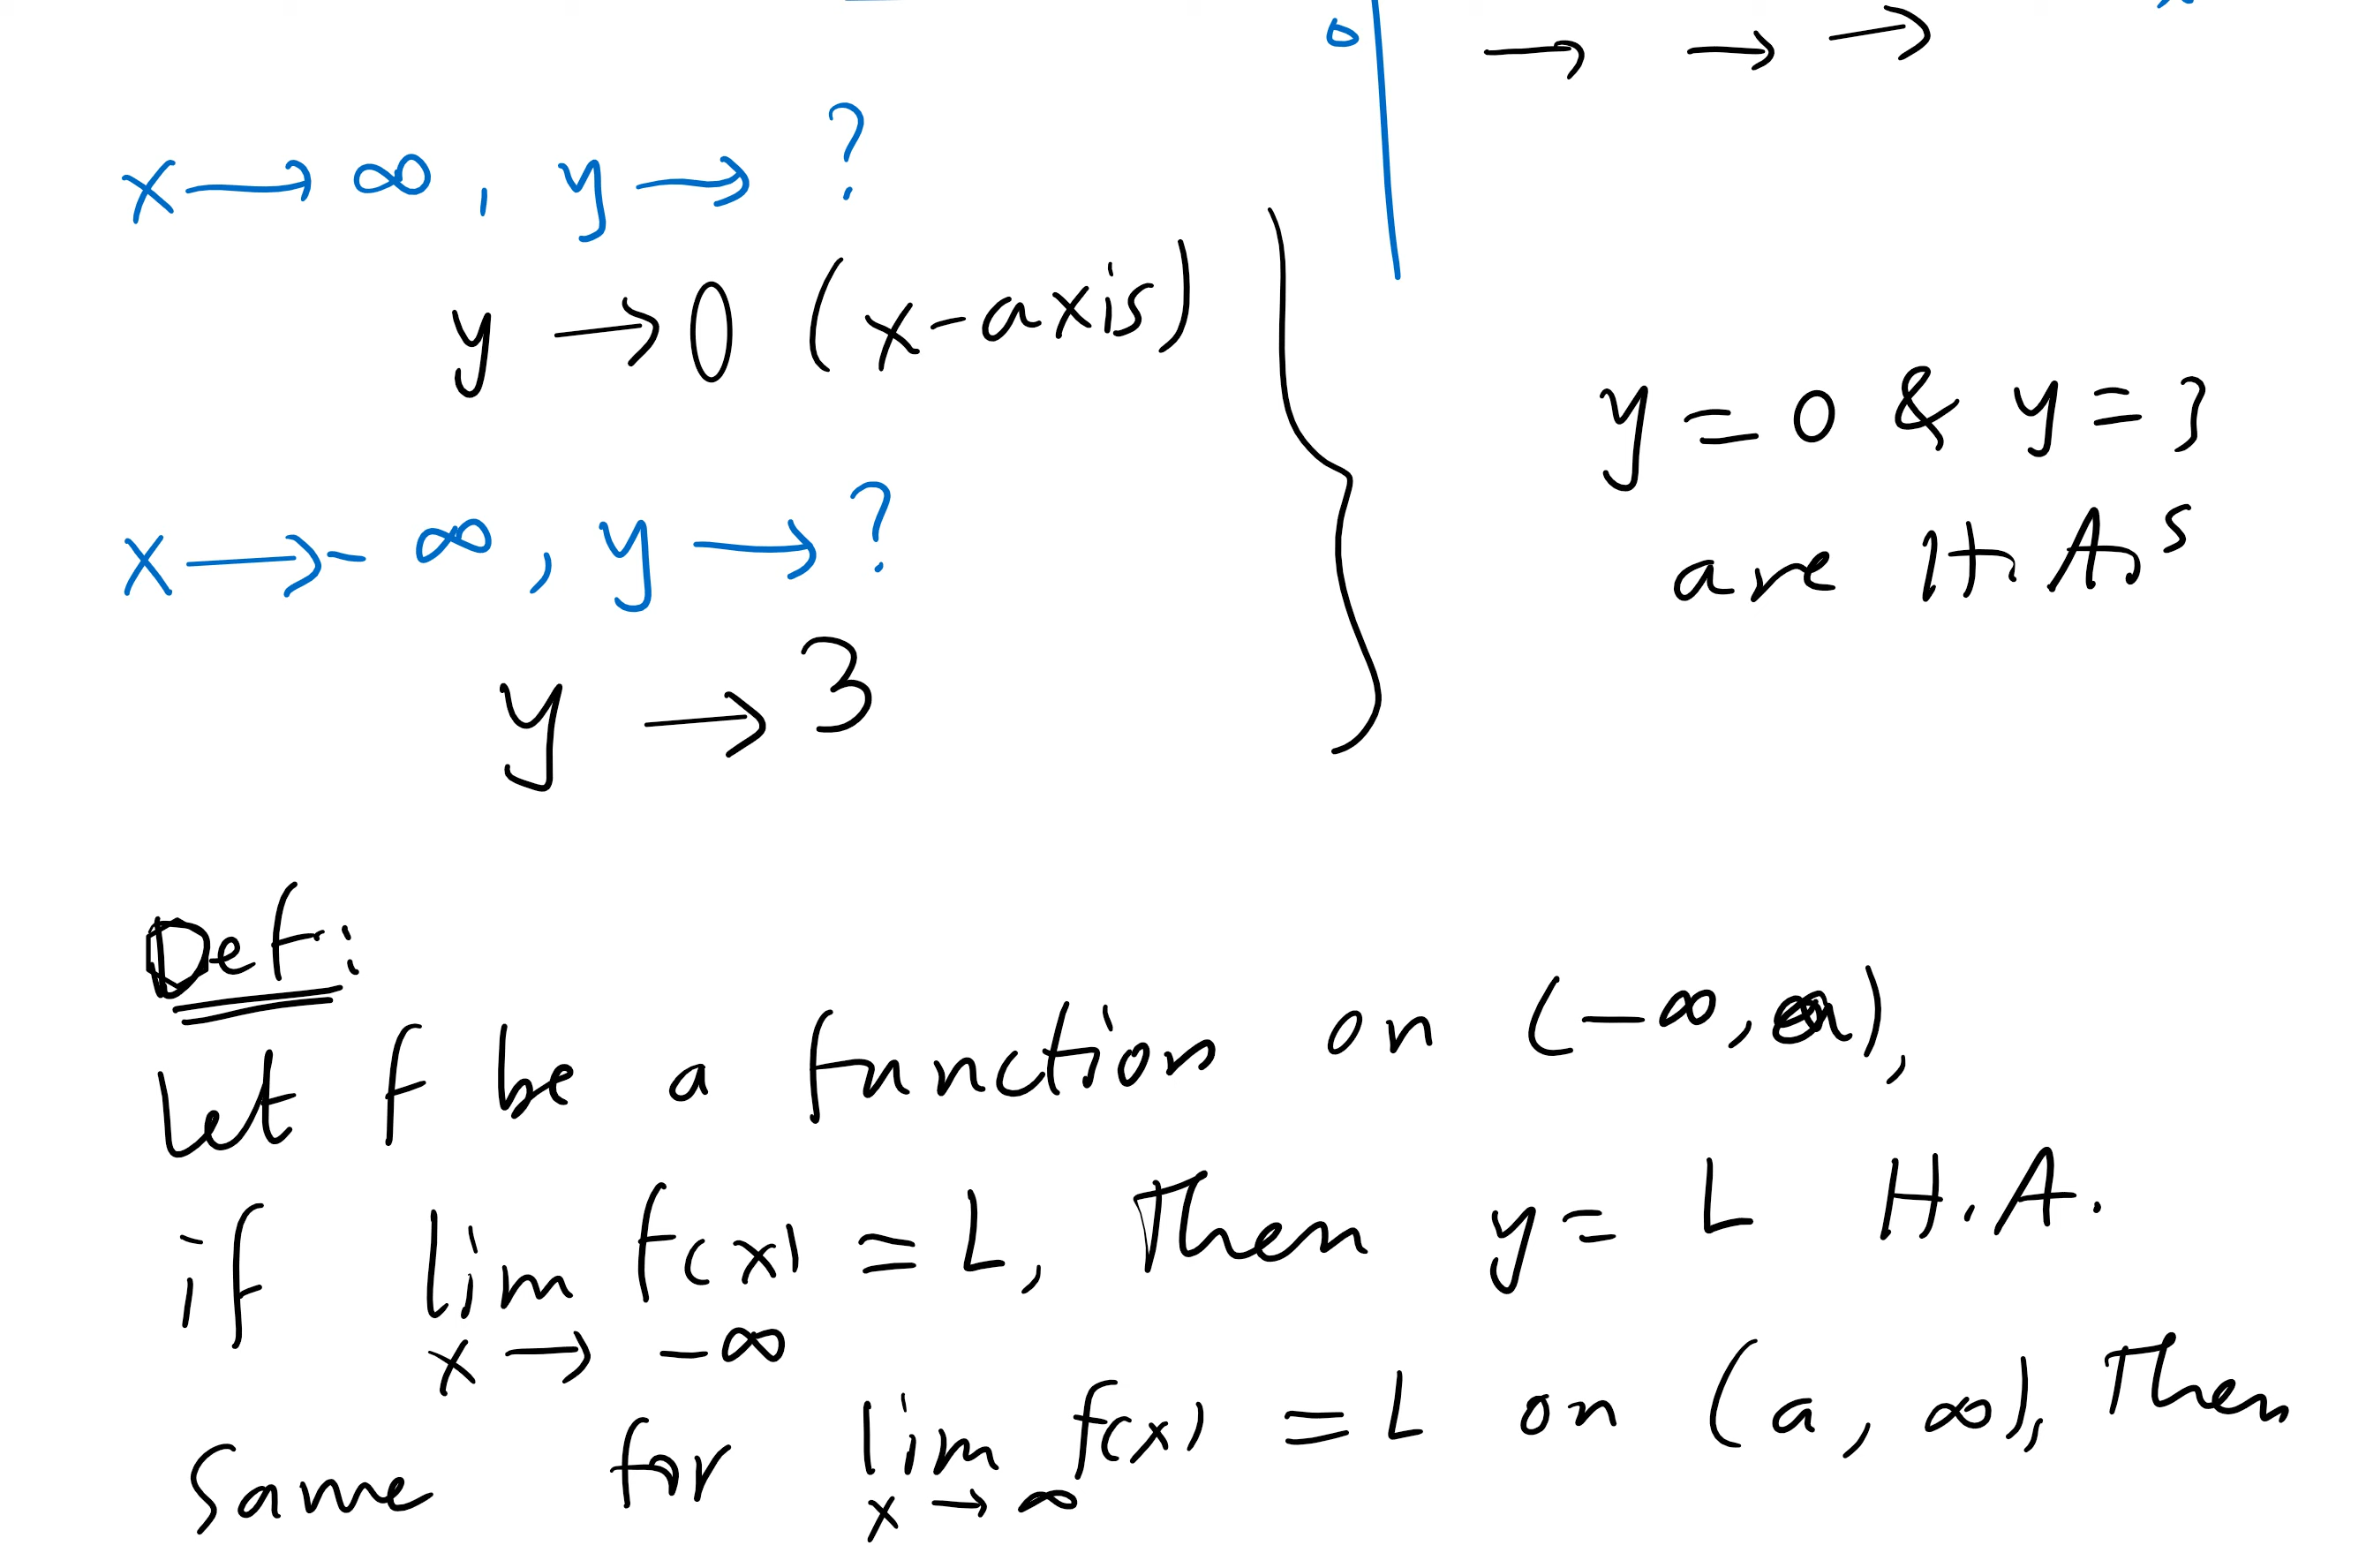 → → →
x → ∞, y → ?
y → 0 (x-axis)
x → -∞, y → ?
y → 3
y = 0 & y = 3
are H.A.s
Def:
Let f be a function on (-∞, a),
if lim f(x) = L, Then y = L H.A.
x → -∞
Same for lim f(x) = L on (a, ∞), Then
x → ∞